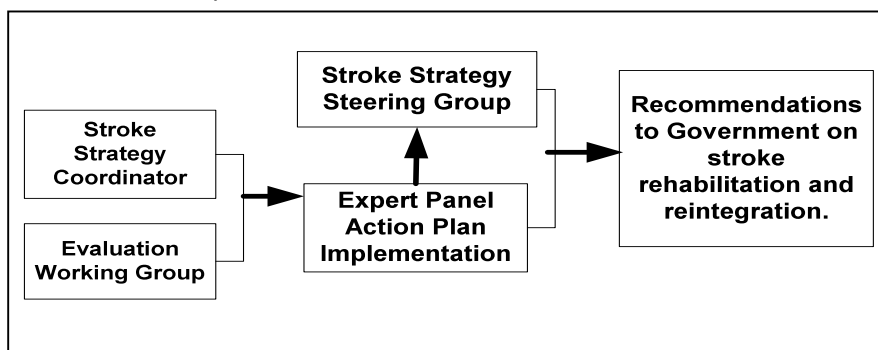 Stroke
Strategy
Coordinator
Evaluation
Working Group
Stroke Strategy
Steering Group
Expert Panel
Action Plan
Implementation
Recommendations
to Government on
stroke
rehabilitation and
reintegration.